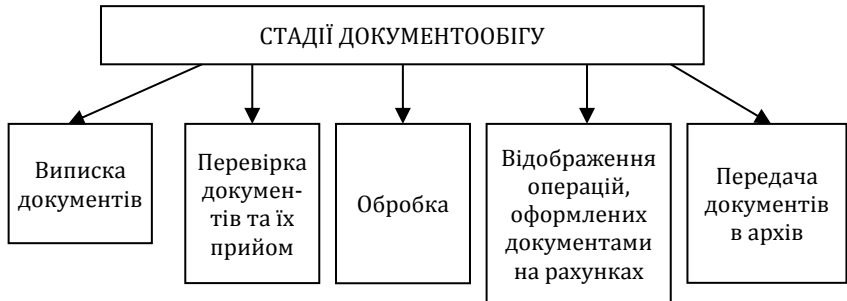 СТАДІЇ ДОКУМЕНТООБІГУ
Виписка
документів
Перевірка
докумен-
тів та їх
прийом
Обробка
Відображення
операцій,
оформлених
документами
на рахунках
Передача
документів
в архів